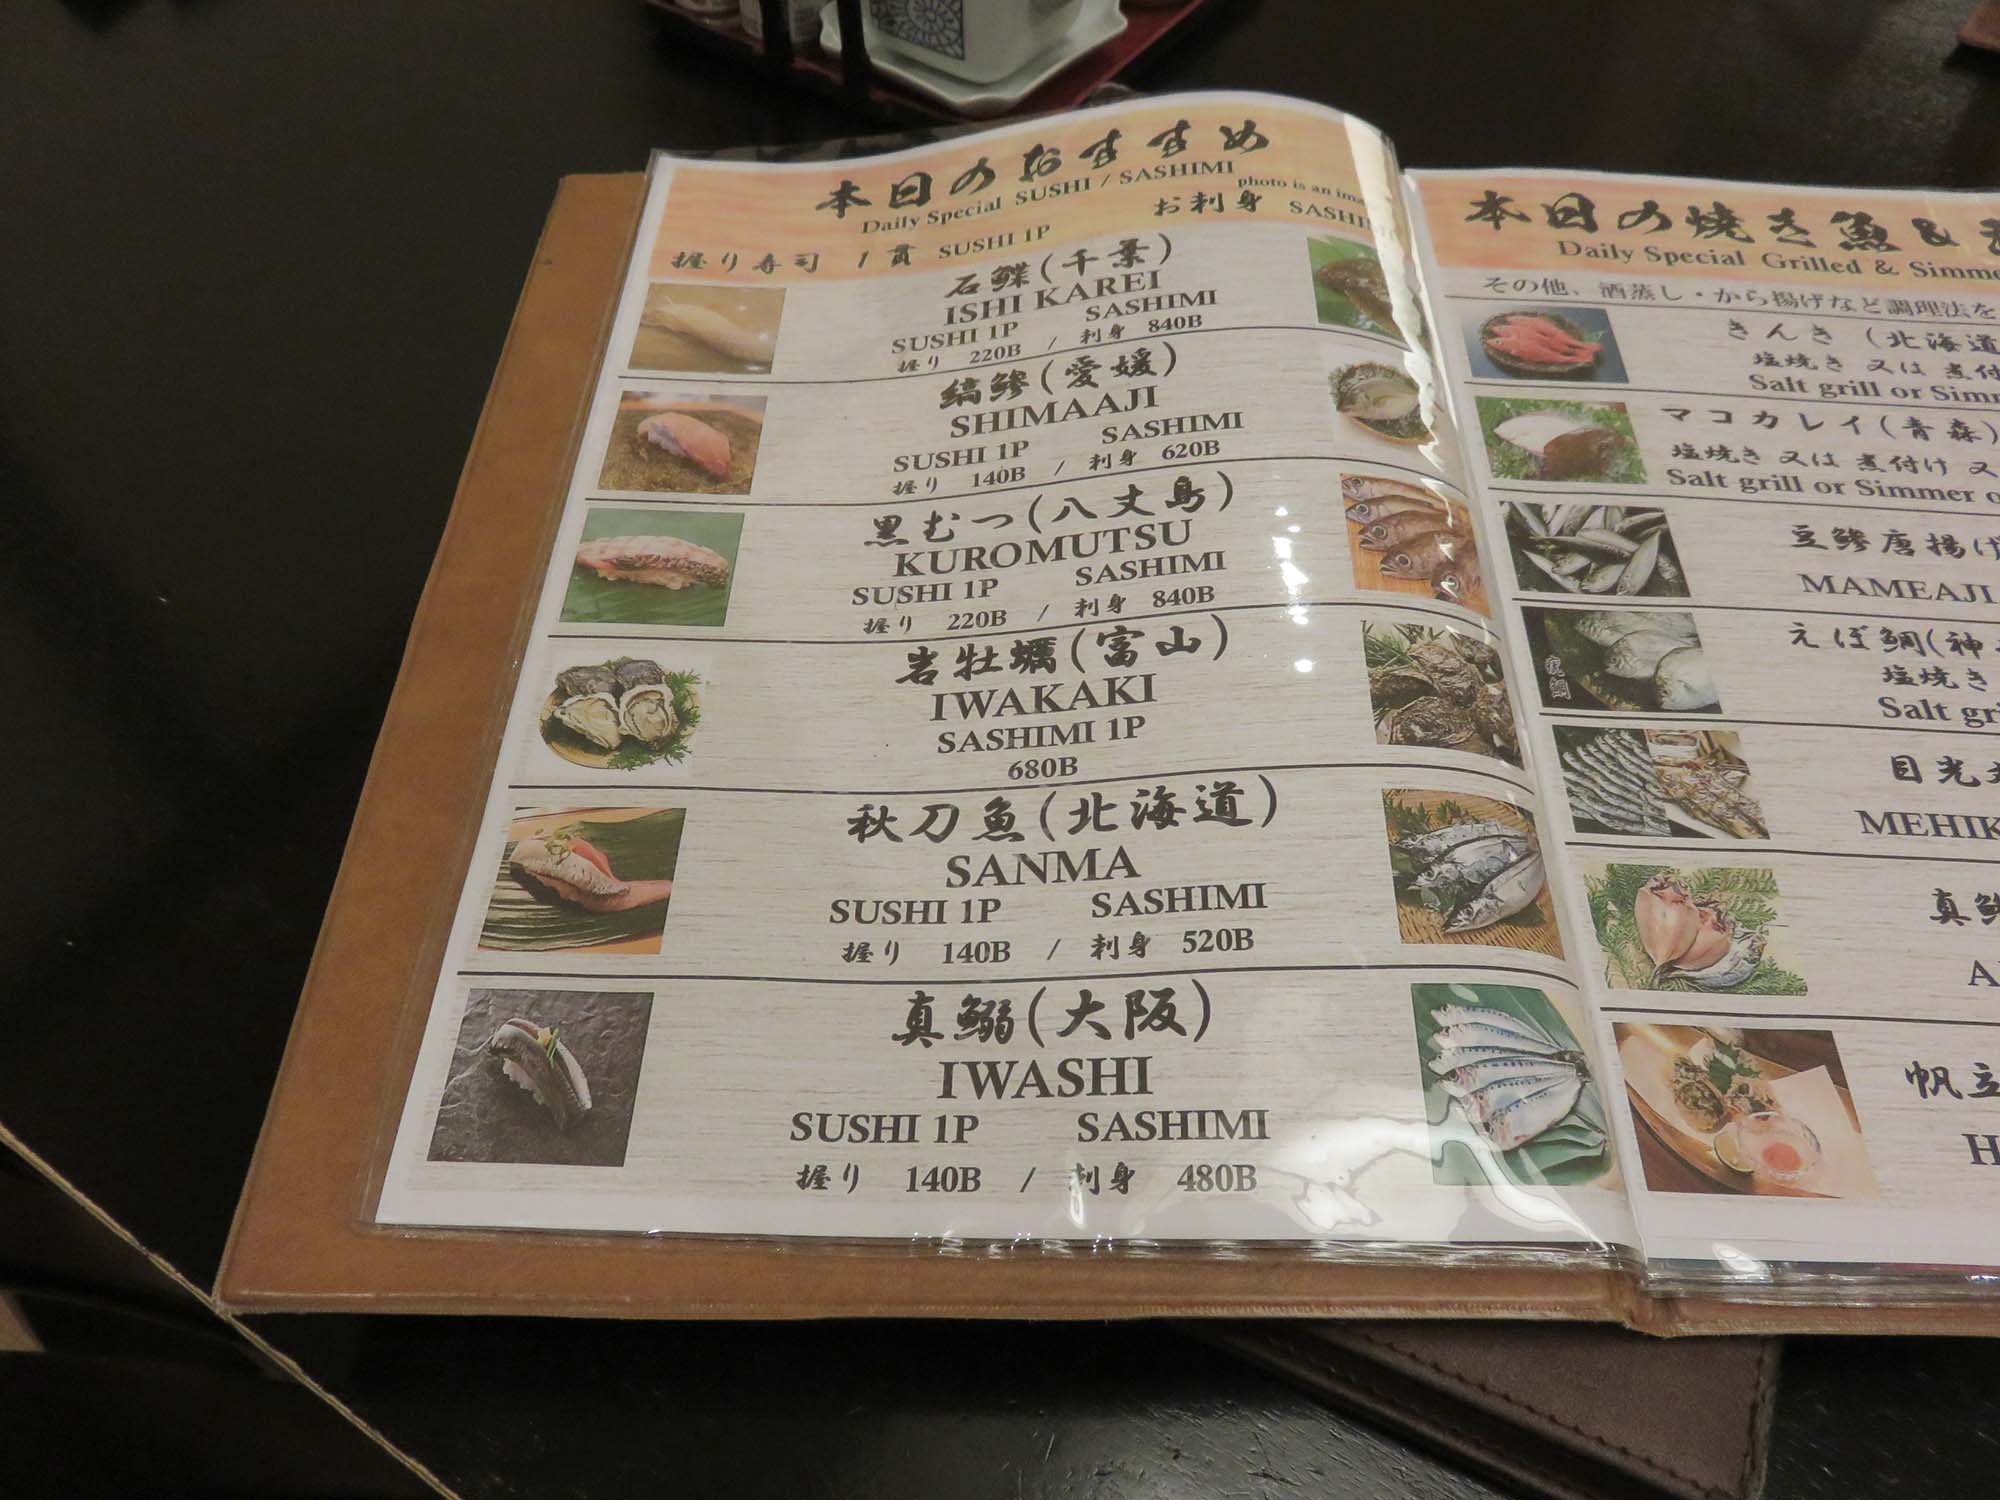 本日のおすすめ
Daily Special SUSHI / SASHIMI
photo is an
握り寿司 1貫 SUSHI 1P お刺身
石鰈(千葉)
ISHI KAREI
SUSHI 1P SASHIMI
握り 220B / 刺身 840B
縞鰺(愛媛)
SHIMAAJI
SUSHI 1P SASHIMI
握り 140B / 刺身 620B
黒むつ(八丈島)
KUROMUTSU
SUSHI 1P SASHIMI
握り 220B / 刺身 840B
岩牡蠣(富山)
IWAKAKI
SASHIMI 1P
680B
秋刀魚(北海道)
SANMA
SUSHI 1P SASHIMI
握り 140B / 刺身 520B
真鰯(大阪)
IWASHI
SUSHI 1P SASHIMI
握り 140B / 刺身 480B
本日の焼き魚&
Daily Special Grilled &
その他、酒蒸し・から揚げなど調理法を
きんき (北海道
塩焼き 又は 煮付
Salt grill or
マコカレイ(青森)
塩焼き 又は 煮付け 又
Salt grill or Simmer
豆鰺唐揚げ
MAMEAJI
えぼ鯛(神
塩焼き
Salt
目光
真
帆立